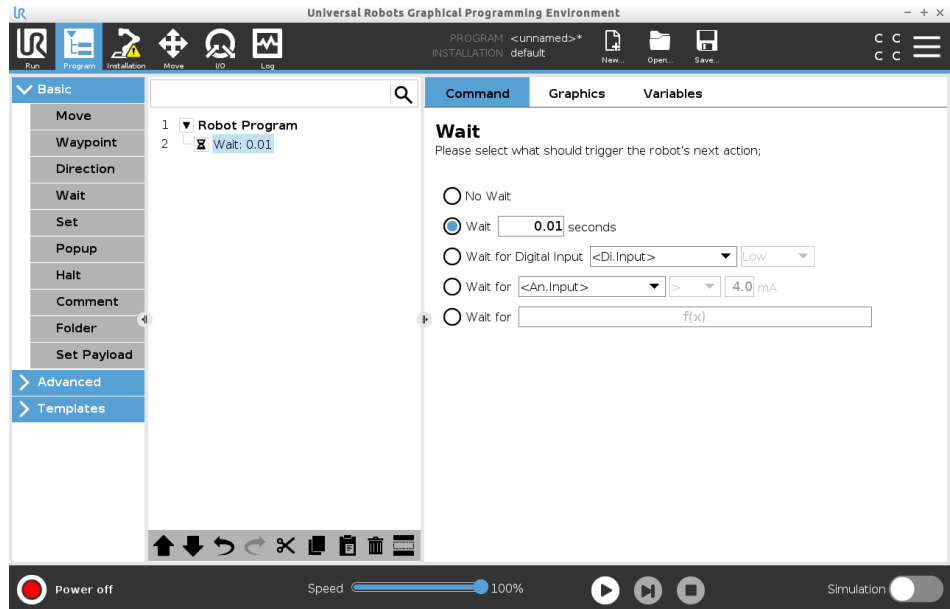 Universal Robots Graphical Programming Environment
UR
Run
Program
Installation
Move
I/O
Log
PROGRAM <unnamed>*
INSTALLATION default
New...
Open...
Save...
C C
C C
Basic
Move
Waypoint
Direction
Wait
Set
Popup
Halt
Comment
Folder
Set Payload
Advanced
Templates
1 Robot Program
2 Wait: 0.01
Command Graphics Variables
Wait
Please select what should trigger the robot's next action;
No Wait
Wait 0.01 seconds
Wait for Digital Input <Di.Input> Low
Wait for <An.Input> > 4.0 mA
Wait for f(x)
Power off
Speed 100%
Simulation